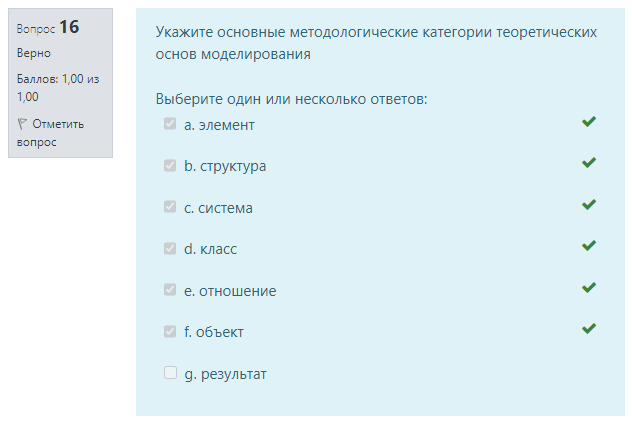 Вопрос 16
Верно
Баллов: 1,00 из
1,00
Отметить
вопрос
Укажите основные методологические категории теоретических
основ моделирования
Выберите один или несколько ответов:
a. элемент
b. структура
c. система
d. класс
e. отношение
f. объект
g. результат